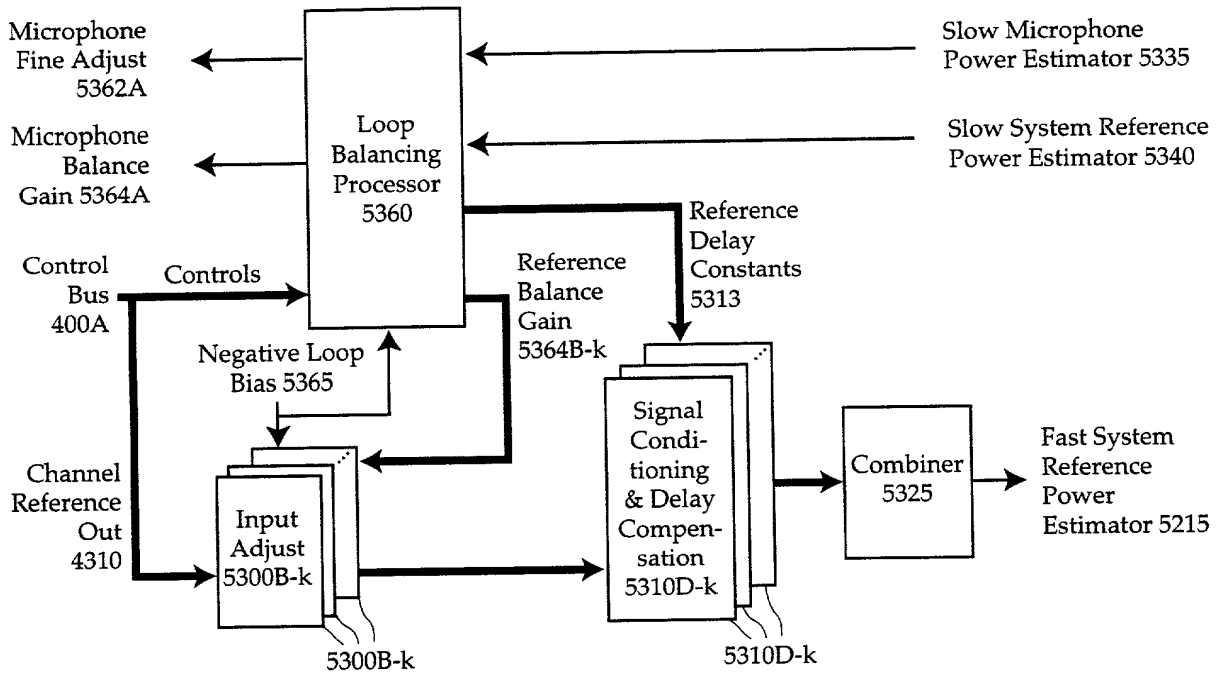 Microphone
Fine Adjust
5362A
Microphone
Balance
Gain 5364A
Loop
Balancing
Processor
5360
Slow Microphone
Power Estimator 5335
Slow System Reference
Power Estimator 5340
Control
Bus
400A
Controls
Reference
Balance
Gain
5364B-k
Reference
Delay
Constants
5313
Negative Loop
Bias 5365
Channel
Reference
Out
4310
Input
Adjust
5300B-k
5300B-k
Signal
Condi-
tioning
& Delay
Compen-
sation
5310D-k
5310D-k
Combiner
5325
Fast System
Reference
Power
Estimator 5215